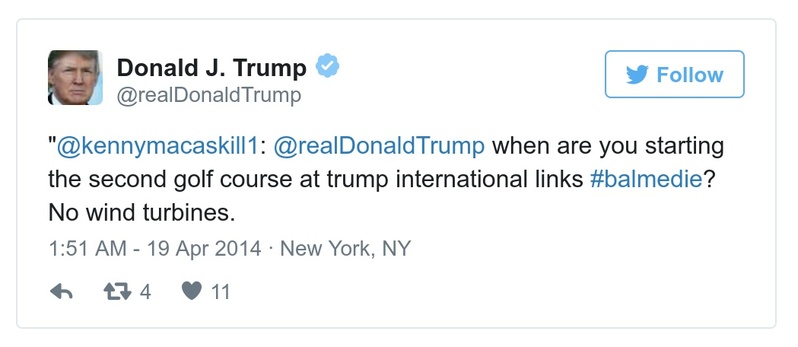 Donald J. Trump
@realDonaldTrump
Follow
"@kennymacaskill1: @realDonaldTrump when are you starting
the second golf course at trump international links #balmedie?
No wind turbines.
1:51 AM - 19 Apr 2014 · New York, NY
4 11